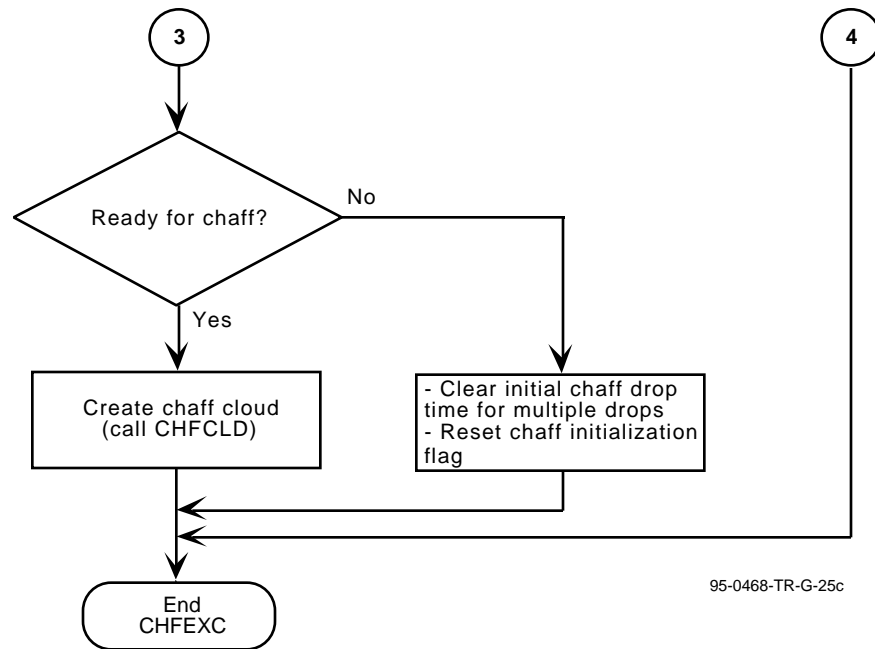 3
4
Ready for chaff?
No
Yes
Create chaff cloud
(call CHFCLD)
- Clear initial chaff drop
time for multiple drops
- Reset chaff initialization
flag
95-0468-TR-G-25c
End
CHFEXC